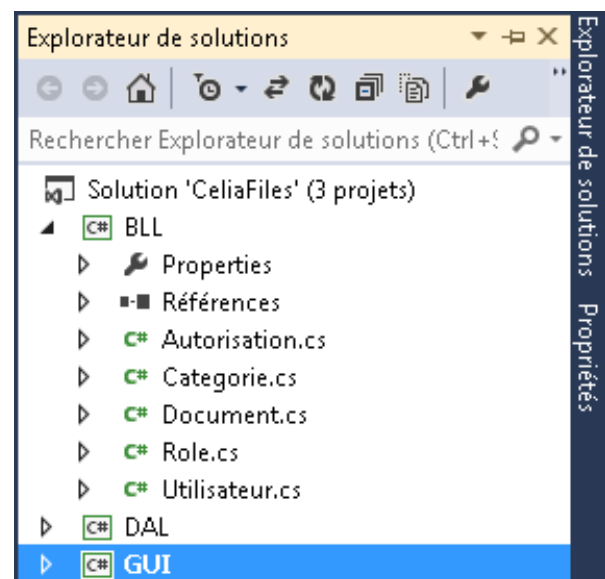 Explorateur de solutions
Rechercher Explorateur de solutions (Ctrl+S
Solution 'CeliaFiles' (3 projets)
C# BLL
Properties
Références
C# Autorisation.cs
C# Categorie.cs
C# Document.cs
C# Role.cs
C# Utilisateur.cs
C# DAL
C# GUI
Explorateur de solutions
Propriétés